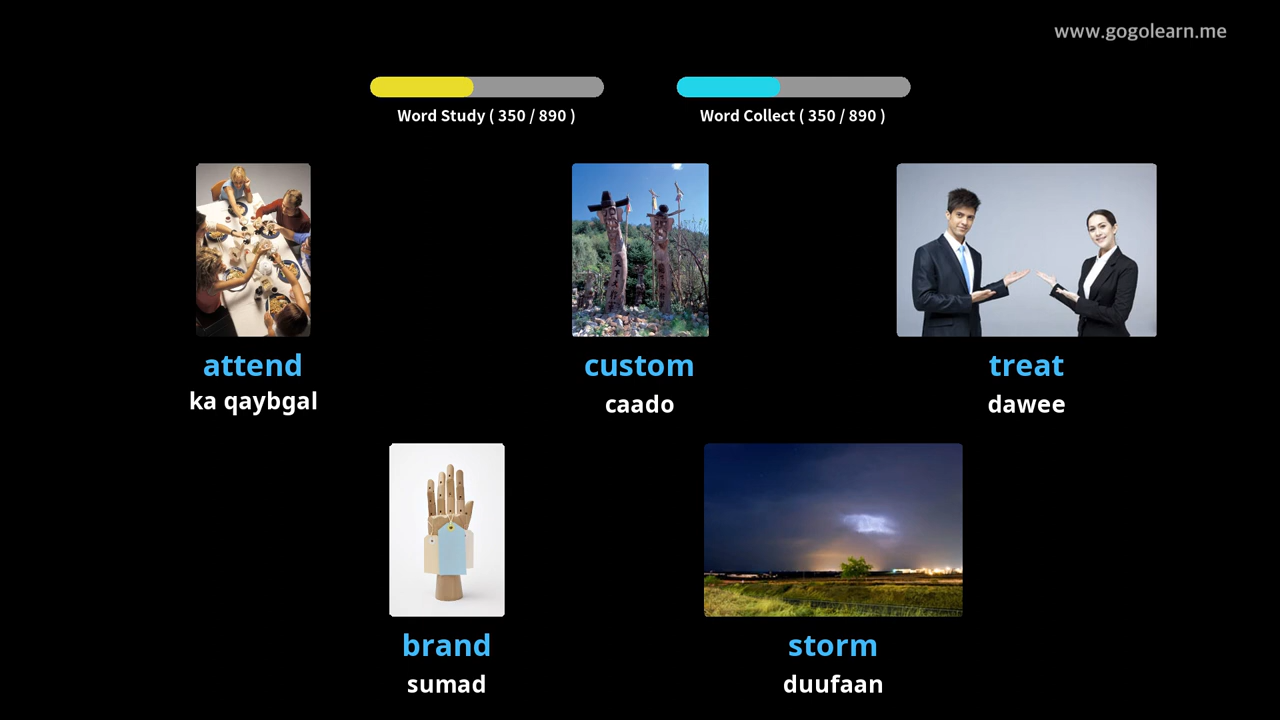 www.gogolearn.me
Word Study ( 350 / 890 )
Word Collect ( 350 / 890 )
attend
ka qaybgal
custom
caado
treat
dawee
brand
sumad
storm
duufaan